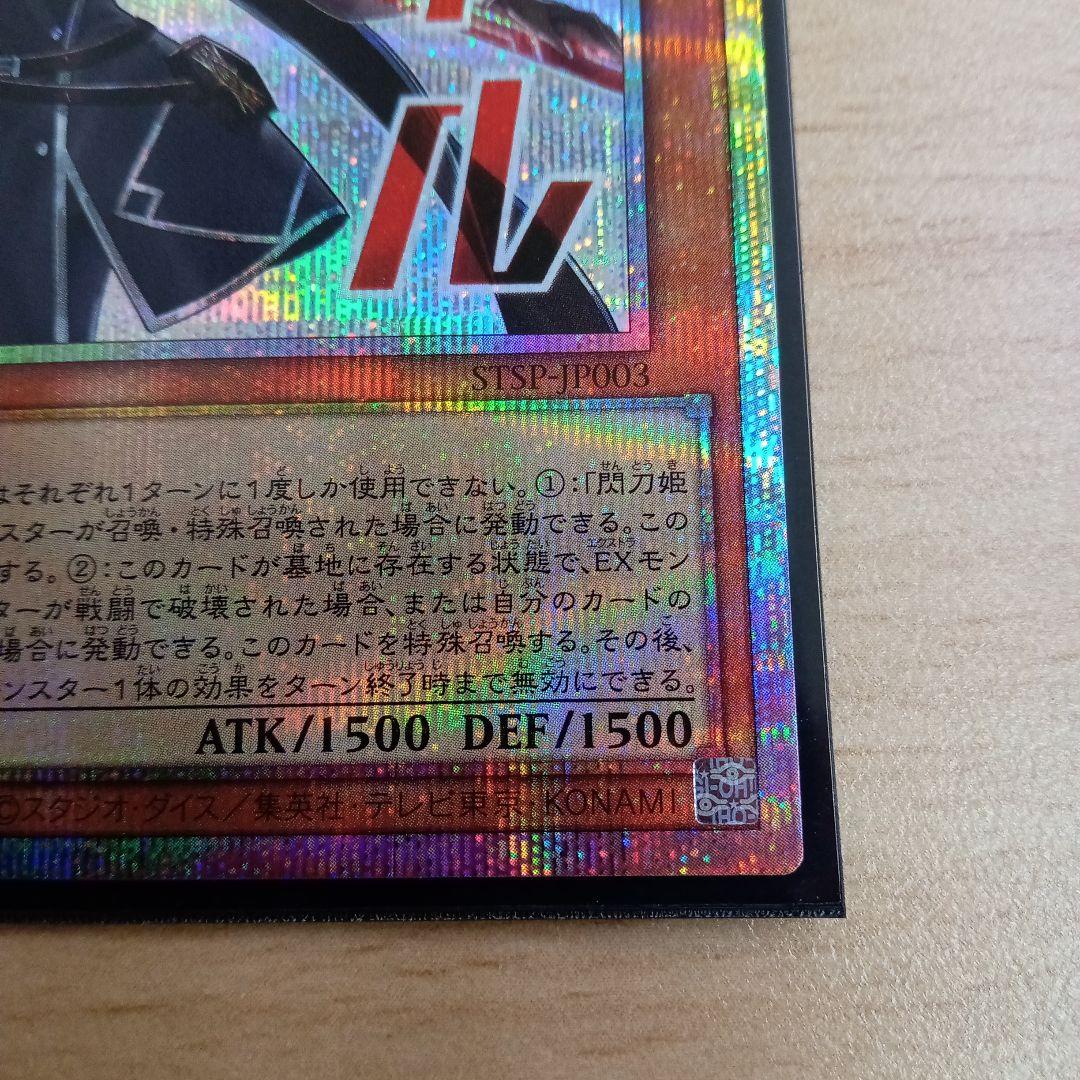 ル
STSP-JP003
はそれぞれ1ターンに1度しか使用できない。①:「閃刀姫
スターが召喚・特殊召喚された場合に発動できる。この
する。②:このカードが墓地に存在する状態で、EXモン
ターが戦闘で破壊された場合、または自分のカードの
場合に発動できる。このカードを特殊召喚する。その後、
ンスター1体の効果をターン終了時まで無効にできる。
ATK/1500 DEF/1500
©スタジオ・ダイス/集英社・テレビ東京・KONAMI